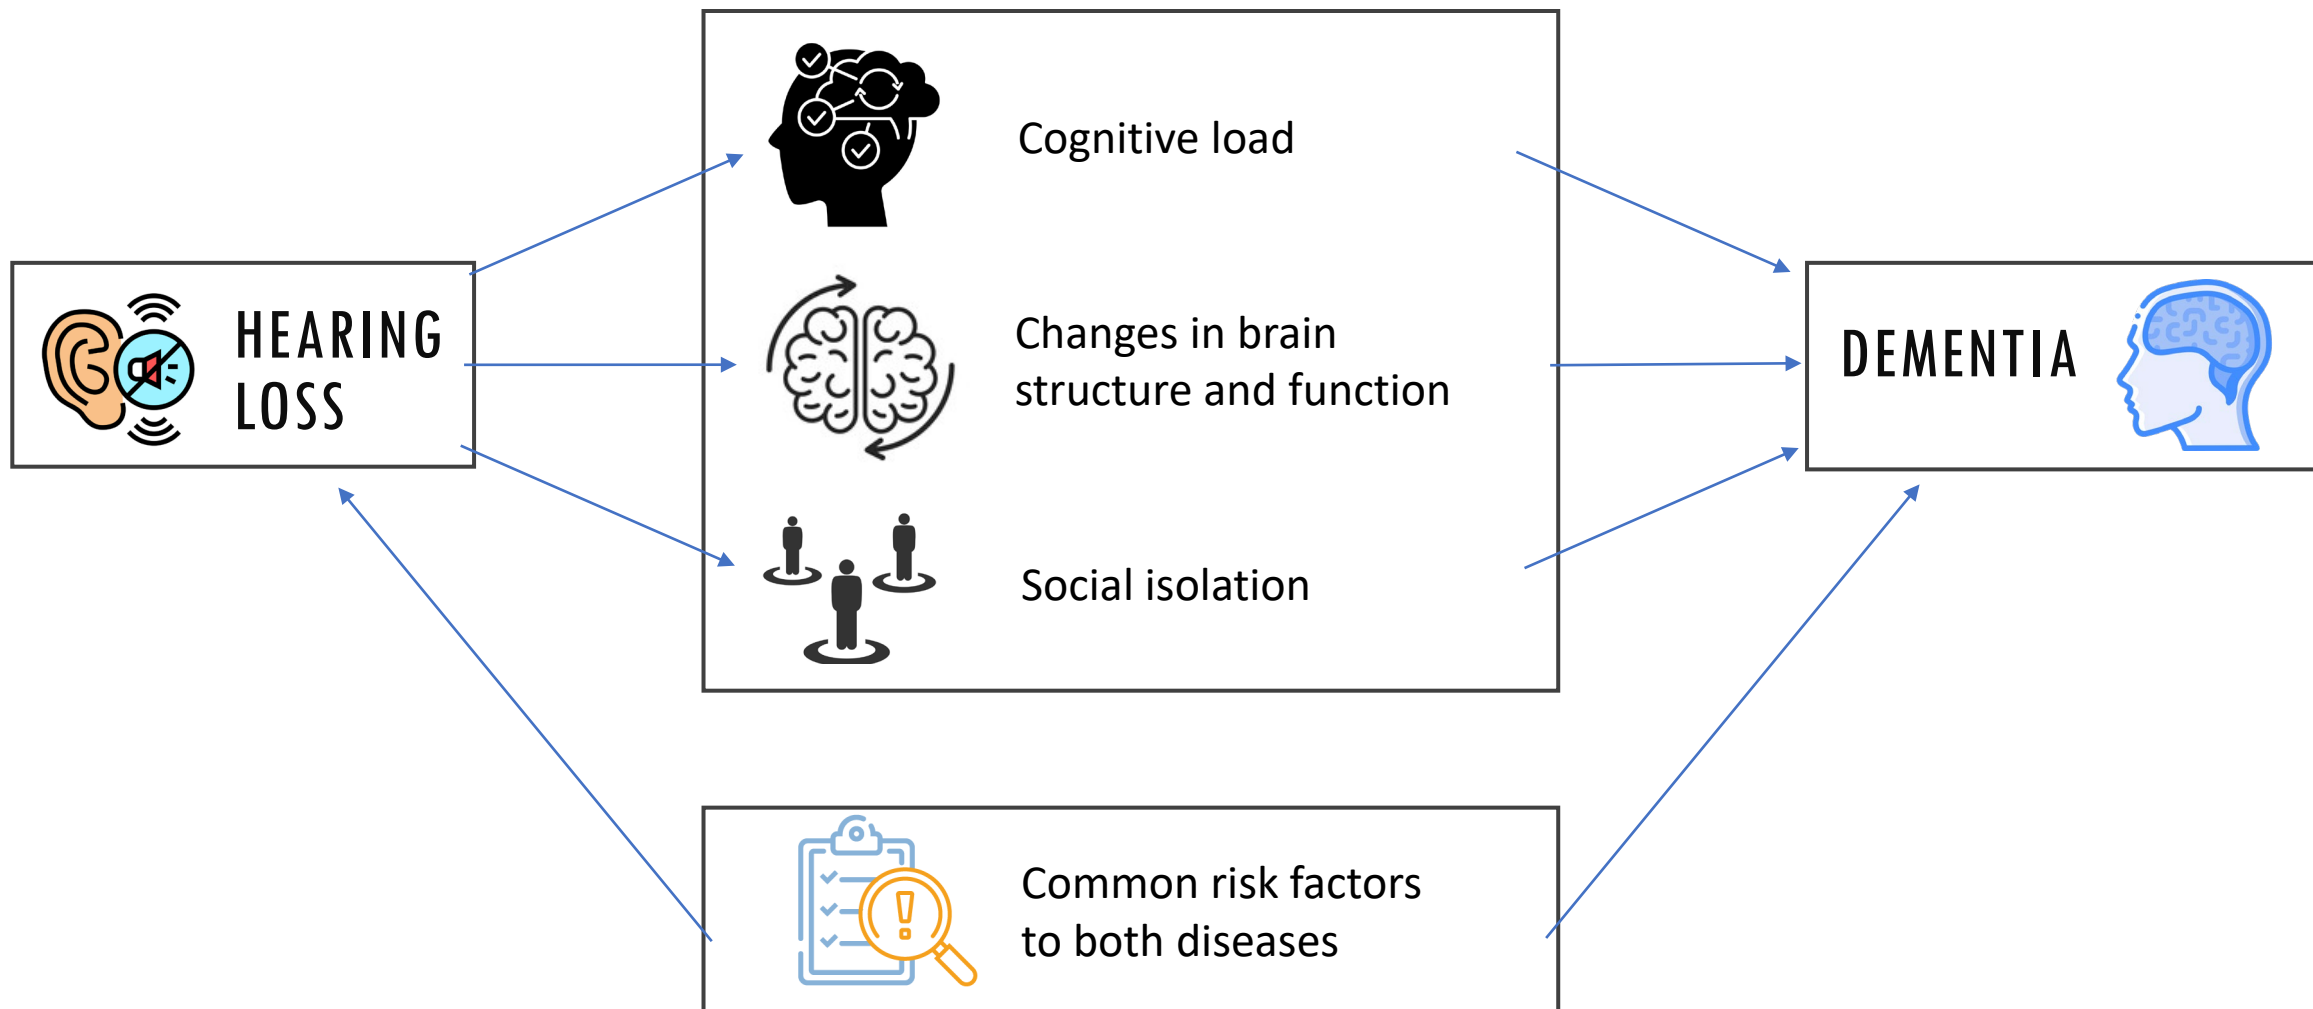 Cognitive load
HEARING
LOSS
Changes in brain
structure and function
DEMENTIA
Social isolation
Common risk factors
to both diseases